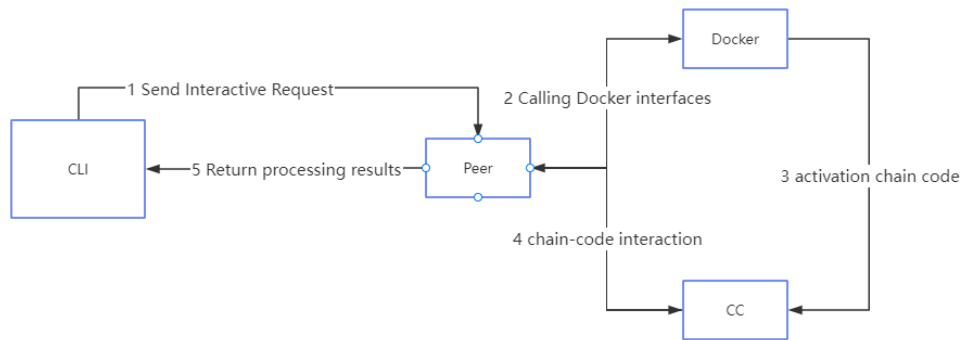 Docker
1 Send Interactive Request
2 Calling Docker interfaces
CLI
5 Return processing results
Peer
3 activation chain code
4 chain-code interaction
CC